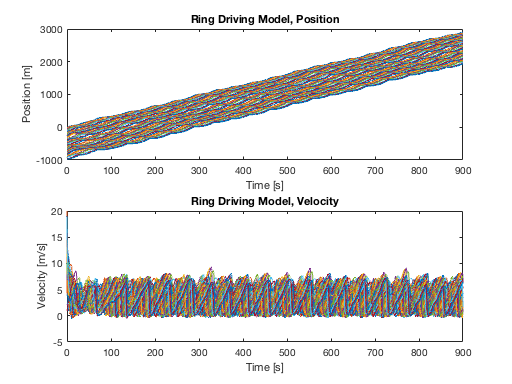 Ring Driving Model, Position
3000
2000
1000
0
-1000
Position [m]
0 100 200 300 400 500 600 700 800 900
Time [s]
Ring Driving Model, Velocity
20
15
10
5
0
-5
Velocity [m/s]
0 100 200 300 400 500 600 700 800 900
Time [s]